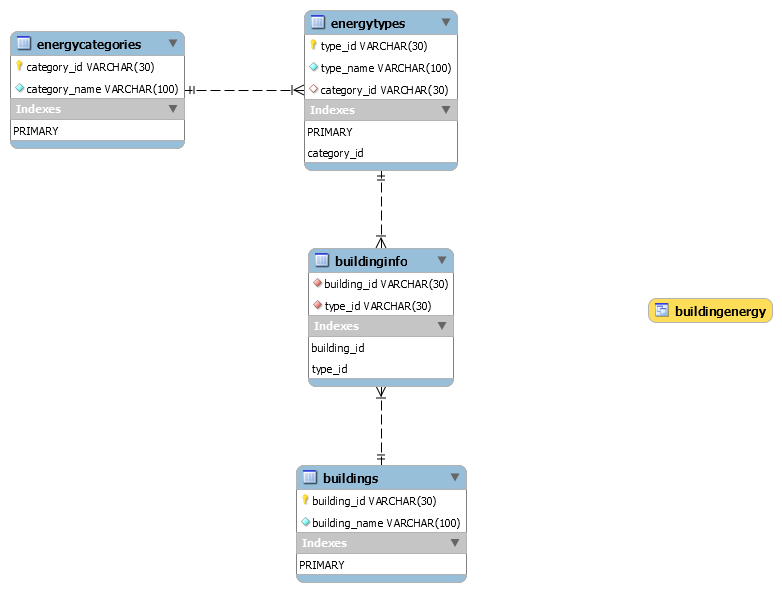 energycategories
category_id VARCHAR(30)
category_name VARCHAR(100)
Indexes
PRIMARY
energytypes
type_id VARCHAR(30)
type_name VARCHAR(100)
category_id VARCHAR(30)
Indexes
PRIMARY
category_id
buildinginfo
building_id VARCHAR(30)
type_id VARCHAR(30)
Indexes
building_id
type_id
buildingenergy
buildings
building_id VARCHAR(30)
building_name VARCHAR(100)
Indexes
PRIMARY